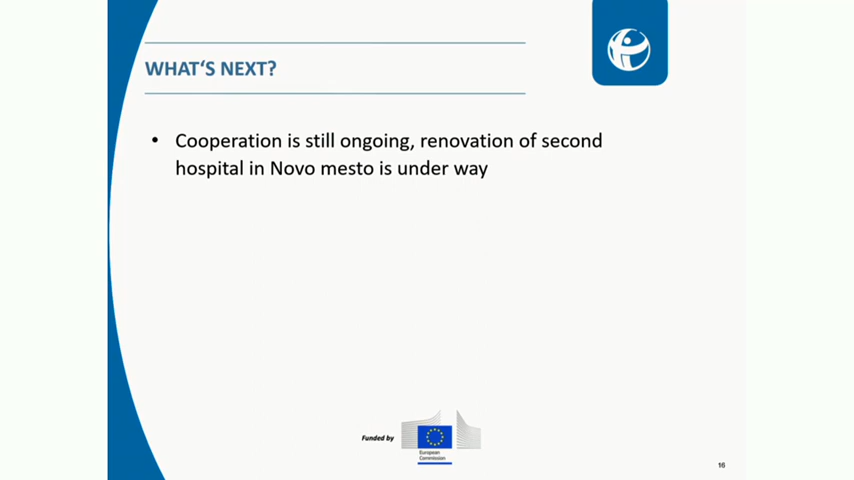 WHAT'S NEXT?
• Cooperation is still ongoing, renovation of second
hospital in Novo mesto is under way
Funded by
European
Commission
16